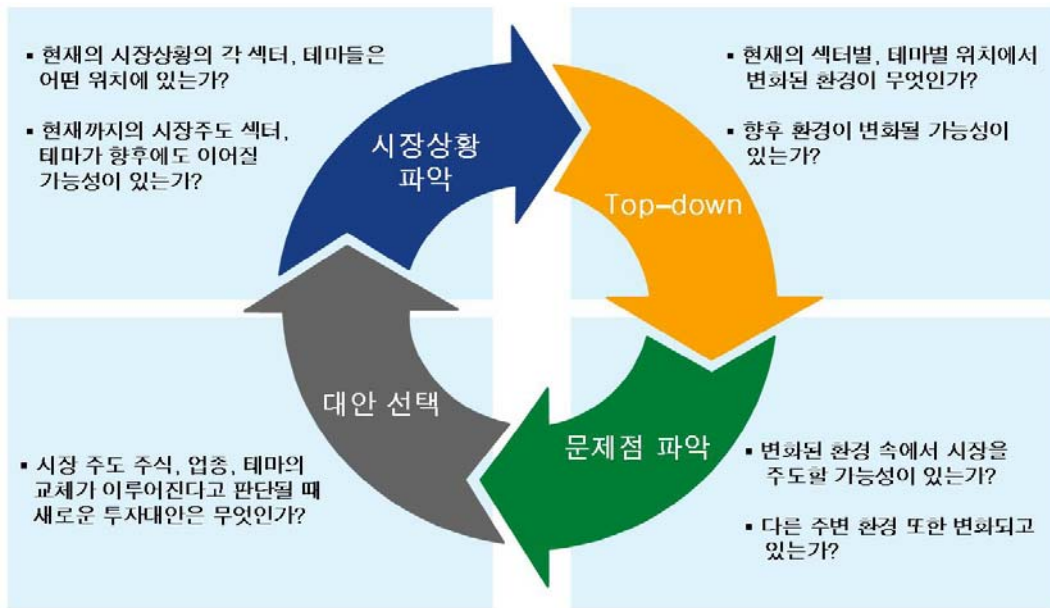 ▪ 현재의 시장상황의 각 섹터, 테마들은
어떤 위치에 있는가?
▪ 현재까지의 시장주도 섹터,
테마가 향후에도 이어질
가능성이 있는가?
시장상황
파악
▪ 현재의 섹터별, 테마별 위치에서
변화된 환경이 무엇인가?
▪ 향후 환경이 변화될 가능성이
있는가?
Top-down
대안 선택
▪ 시장 주도 주식, 업종, 테마의
교체가 이루어진다고 판단될 때
새로운 투자대안은 무엇인가?
문제점 파악
▪ 변화된 환경 속에서 시장을
주도할 가능성이 있는가?
▪ 다른 주변 환경 또한 변화되고
있는가?